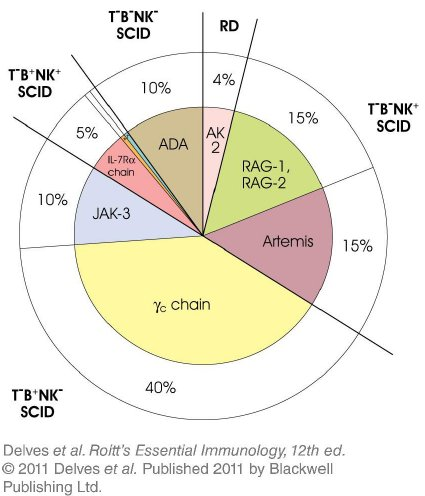 T⁻B⁻NK⁻
SCID
RD
T⁻B⁺NK⁺
SCID
10%
4%
15%
T⁻B⁻NK⁺
SCID
5%
IL-7Rα
chain
ADA
AK
2
RAG-1,
RAG-2
10%
JAK-3
Artemis
15%
γc chain
T⁻B⁺NK⁻
SCID
40%
Delves et al. Roitt's Essential Immunology, 12th ed.
© 2011 Delves et al. Published 2011 by Blackwell
Publishing Ltd.